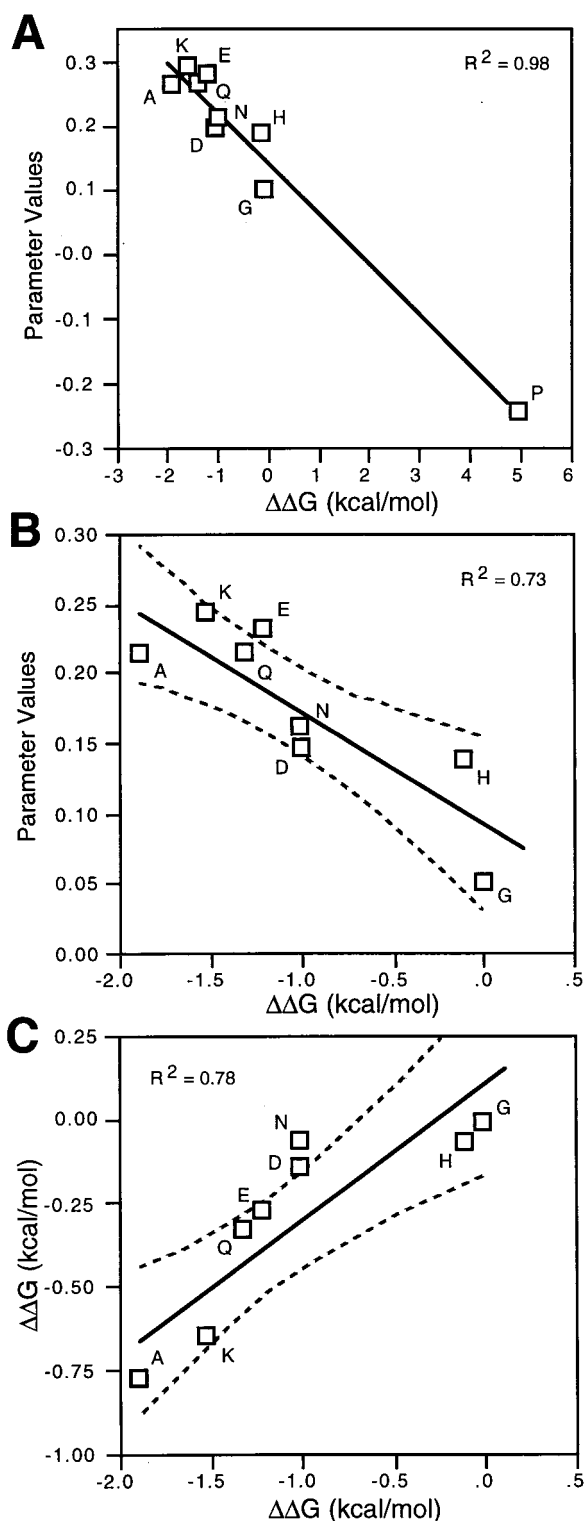 A
K
E
R² = 0.98
0.3
A
Q
N
H
0.2
D
Parameter Values
0.1
G
-0.0
-0.1
-0.2
P
-0.3
-3 -2 -1 0 1 2 3 4 5 6
ΔΔG (kcal/mol)
B
0.30
R² = 0.73
K
E
0.25
0.20
A
Q
N
Parameter Values
0.15
D
H
0.10
0.05
G
0.00
-2.0 -1.5 -1.0 -0.5 .0 .5
ΔΔG (kcal/mol)
C
0.25
R² = 0.78
N
G
0.00
D
H
E
-0.25
Q
ΔΔG (kcal/mol)
-0.50
A
K
-0.75
-1.00
-2.0 -1.5 -1.0 -0.5 .0 .5
ΔΔG (kcal/mol)